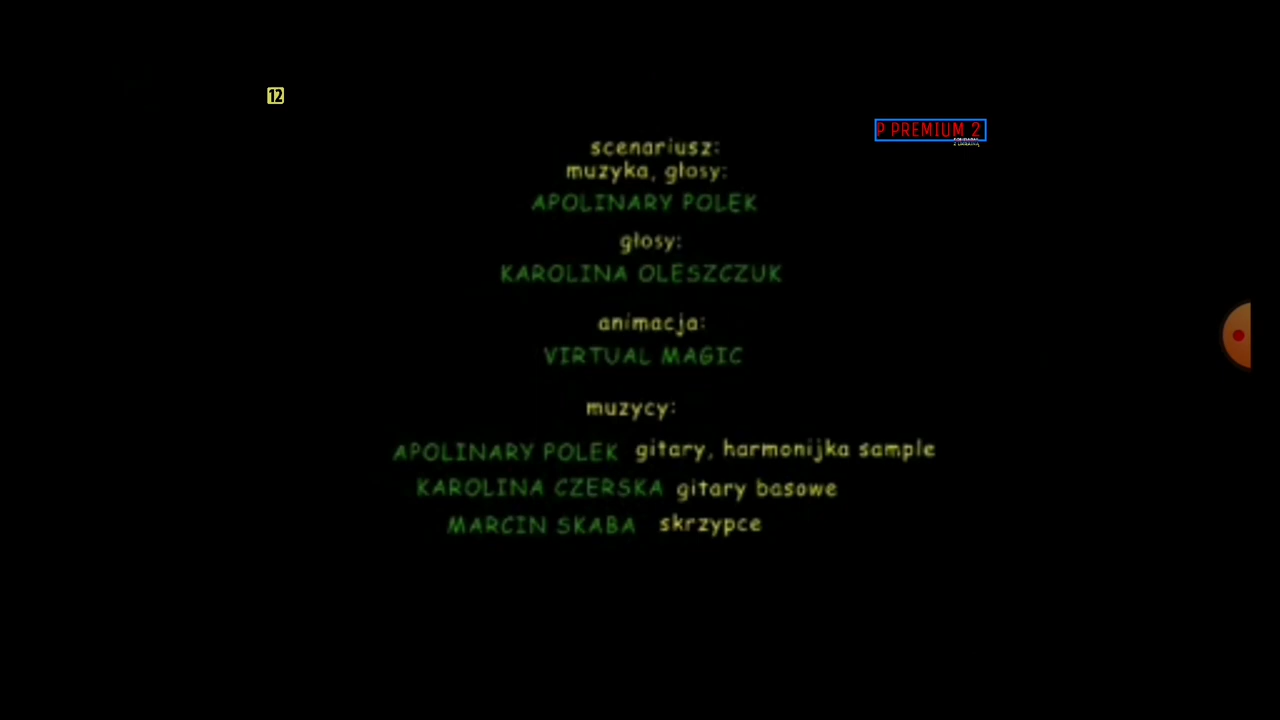 12
P PREMIUM 2
scenariusz:
muzyka, głosy:
APOLINARY POLEK
głosy:
KAROLINA OLESZCZUK
animacja:
VIRTUAL MAGIC
muzycy:
APOLINARY POLEK gitary, harmonijka sample
KAROLINA CZERSKA gitary basowe
MARCIN SKABA skrzypce